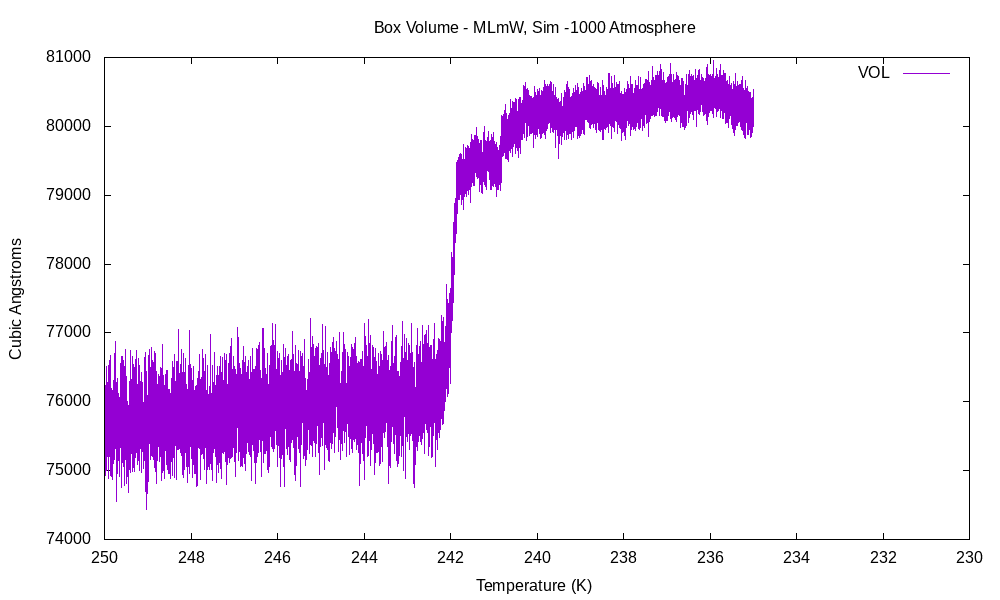 Box Volume - MLmW, Sim -1000 Atmosphere
VOL
81000
80000
79000
78000
77000
76000
75000
74000
Cubic Angstroms
250 248 246 244 242 240 238 236 234 232 230
Temperature (K)